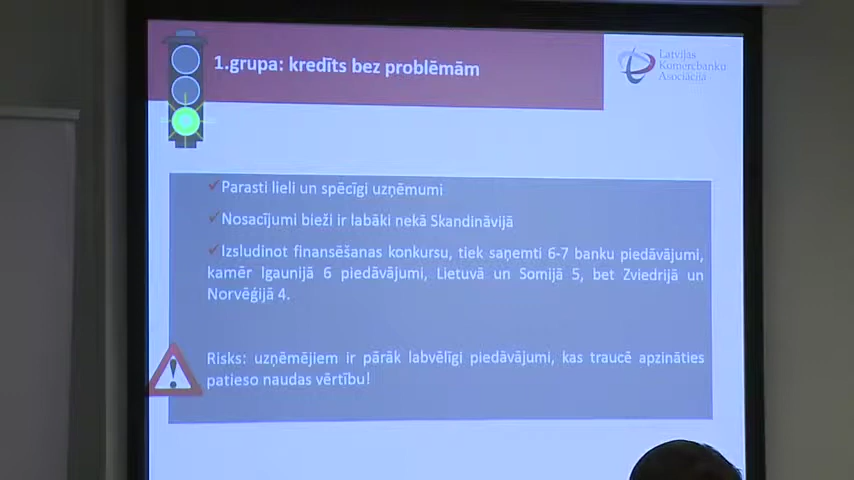 1.grupa: kredīts bez problēmām
Latvijas
Komercbanku
Asociācija
Parasti lieli un spēcīgi uzņēmumi
Nosacījumi bieži ir labāki nekā Skandināvijā
Izsludinot finansēšanas konkursu, tiek saņemti 6-7 banku piedāvājumi,
kamēr Igaunijā 6 piedāvājumi, Lietuvā un Somijā 5, bet Zviedrijā un
Norvēģijā 4.
Risks: uzņēmējiem ir pārāk labvēlīgi piedāvājumi, kas traucē apzināties
patieso naudas vērtību!